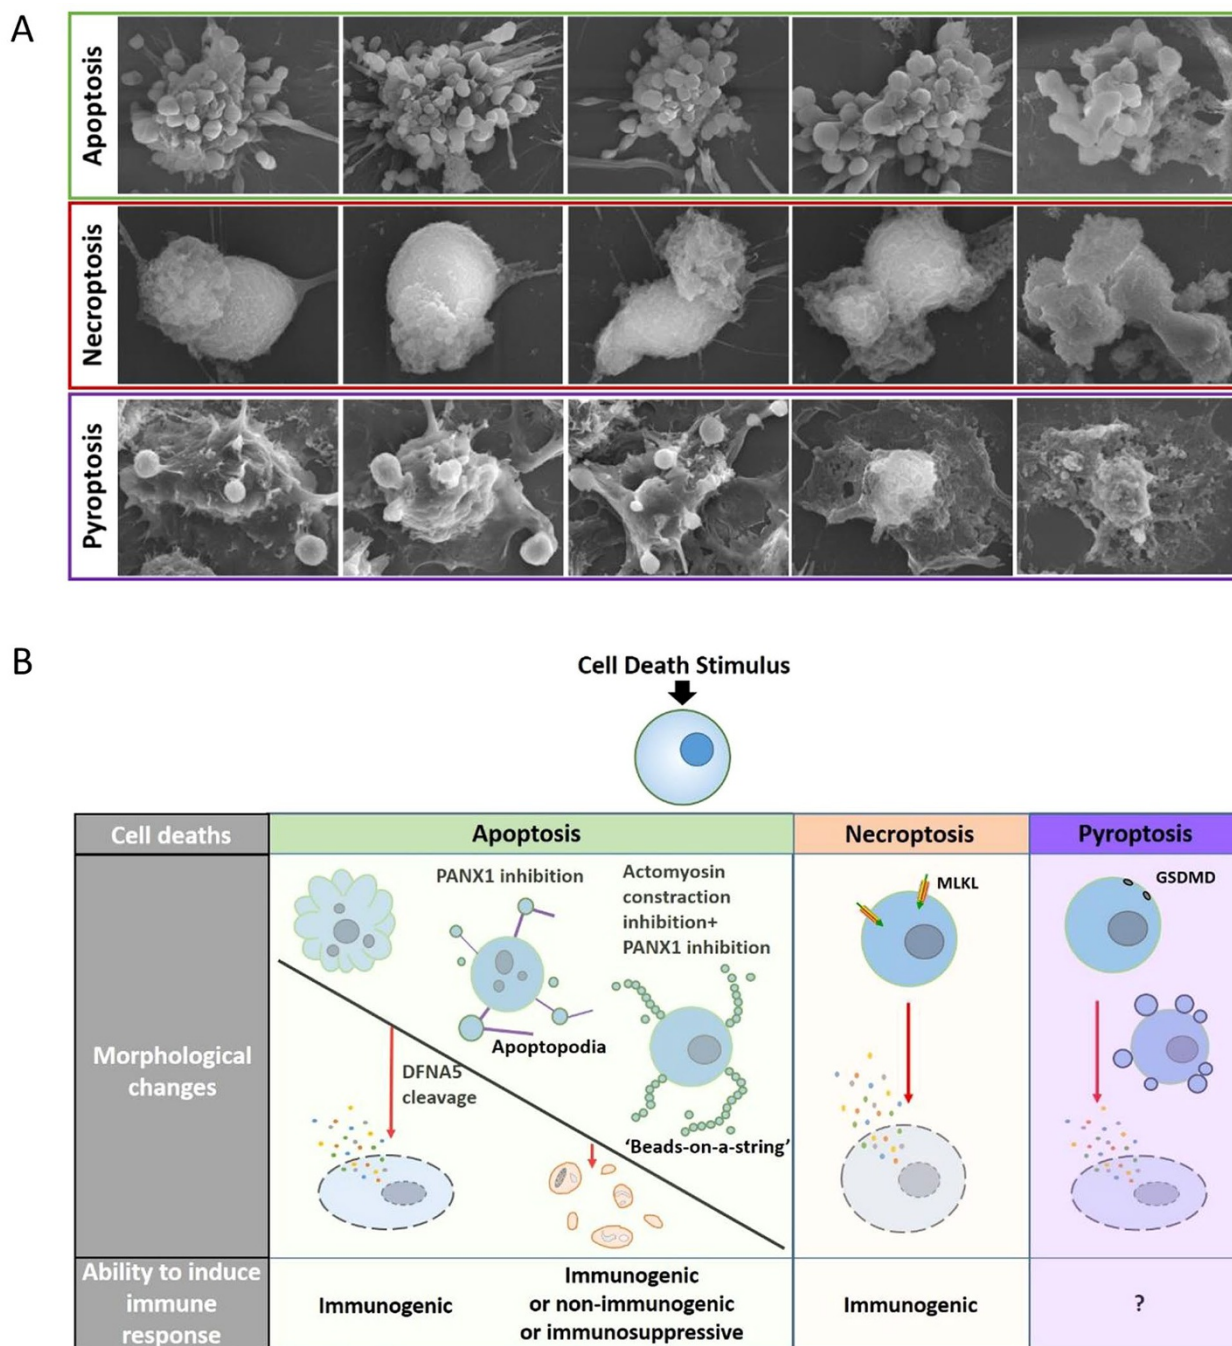 A
Apoptosis
Necroptosis
Pyroptosis
B
Cell Death Stimulus
Cell deaths
Apoptosis
Necroptosis
Pyroptosis
Morphological
changes
PANX1 inhibition
Apoptopodia
Actomyosin
constraction
inhibition+
PANX1 inhibition
'Beads-on-a-string'
DFNA5
cleavage
MLKL
GSDMD
Ability to induce
immune
response
Immunogenic
Immunogenic
or non-immunogenic
or immunosuppressive
Immunogenic
?